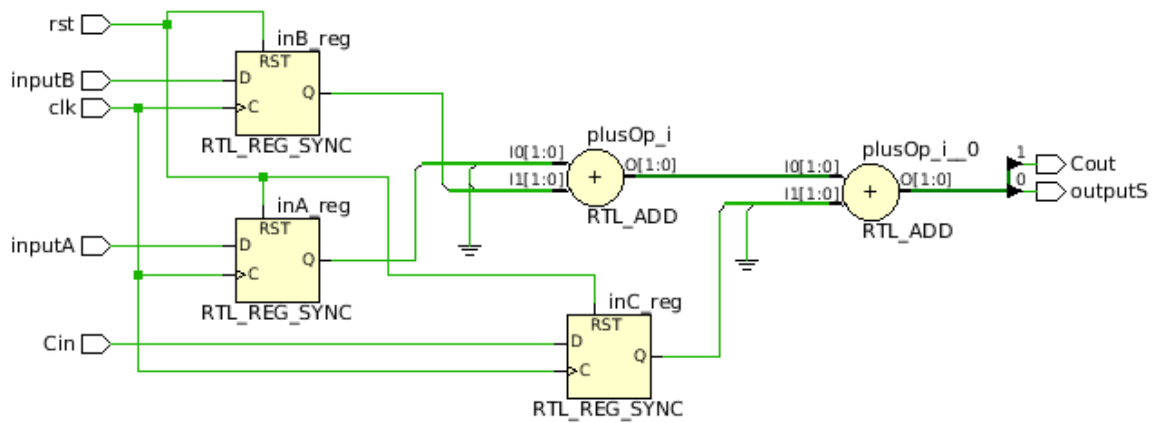 rst
inB_reg
RST
inputB
D
Q
clk
C
RTL_REG_SYNC
plusOp_i
I0[1:0]
O[1:0]
I1[1:0]
+
RTL_ADD
plusOp_i__0
I0[1:0]
O[1:0]
I1[1:0]
+
RTL_ADD
1
Cout
0
outputS
inA_reg
RST
inputA
D
Q
C
RTL_REG_SYNC
inC_reg
RST
Cin
D
Q
C
RTL_REG_SYNC